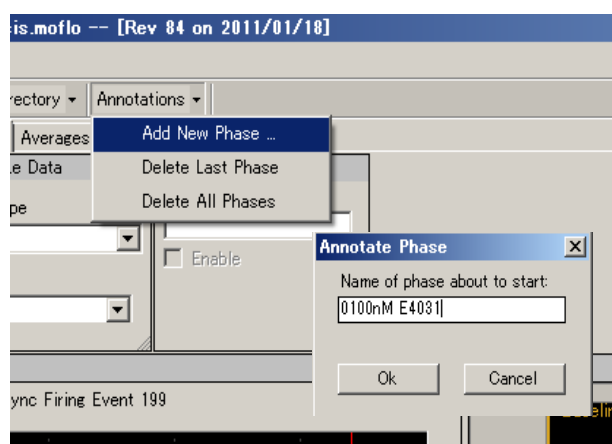 is.moflo -- [Rev 84 on 2011/01/18]
rectory Annotations
Averages Add New Phase ...
e Data Delete Last Phase
pe Delete All Phases
Enable
Annotate Phase
Name of phase about to start:
0100nM E4031
Ok Cancel
ync Firing Event 199
elin